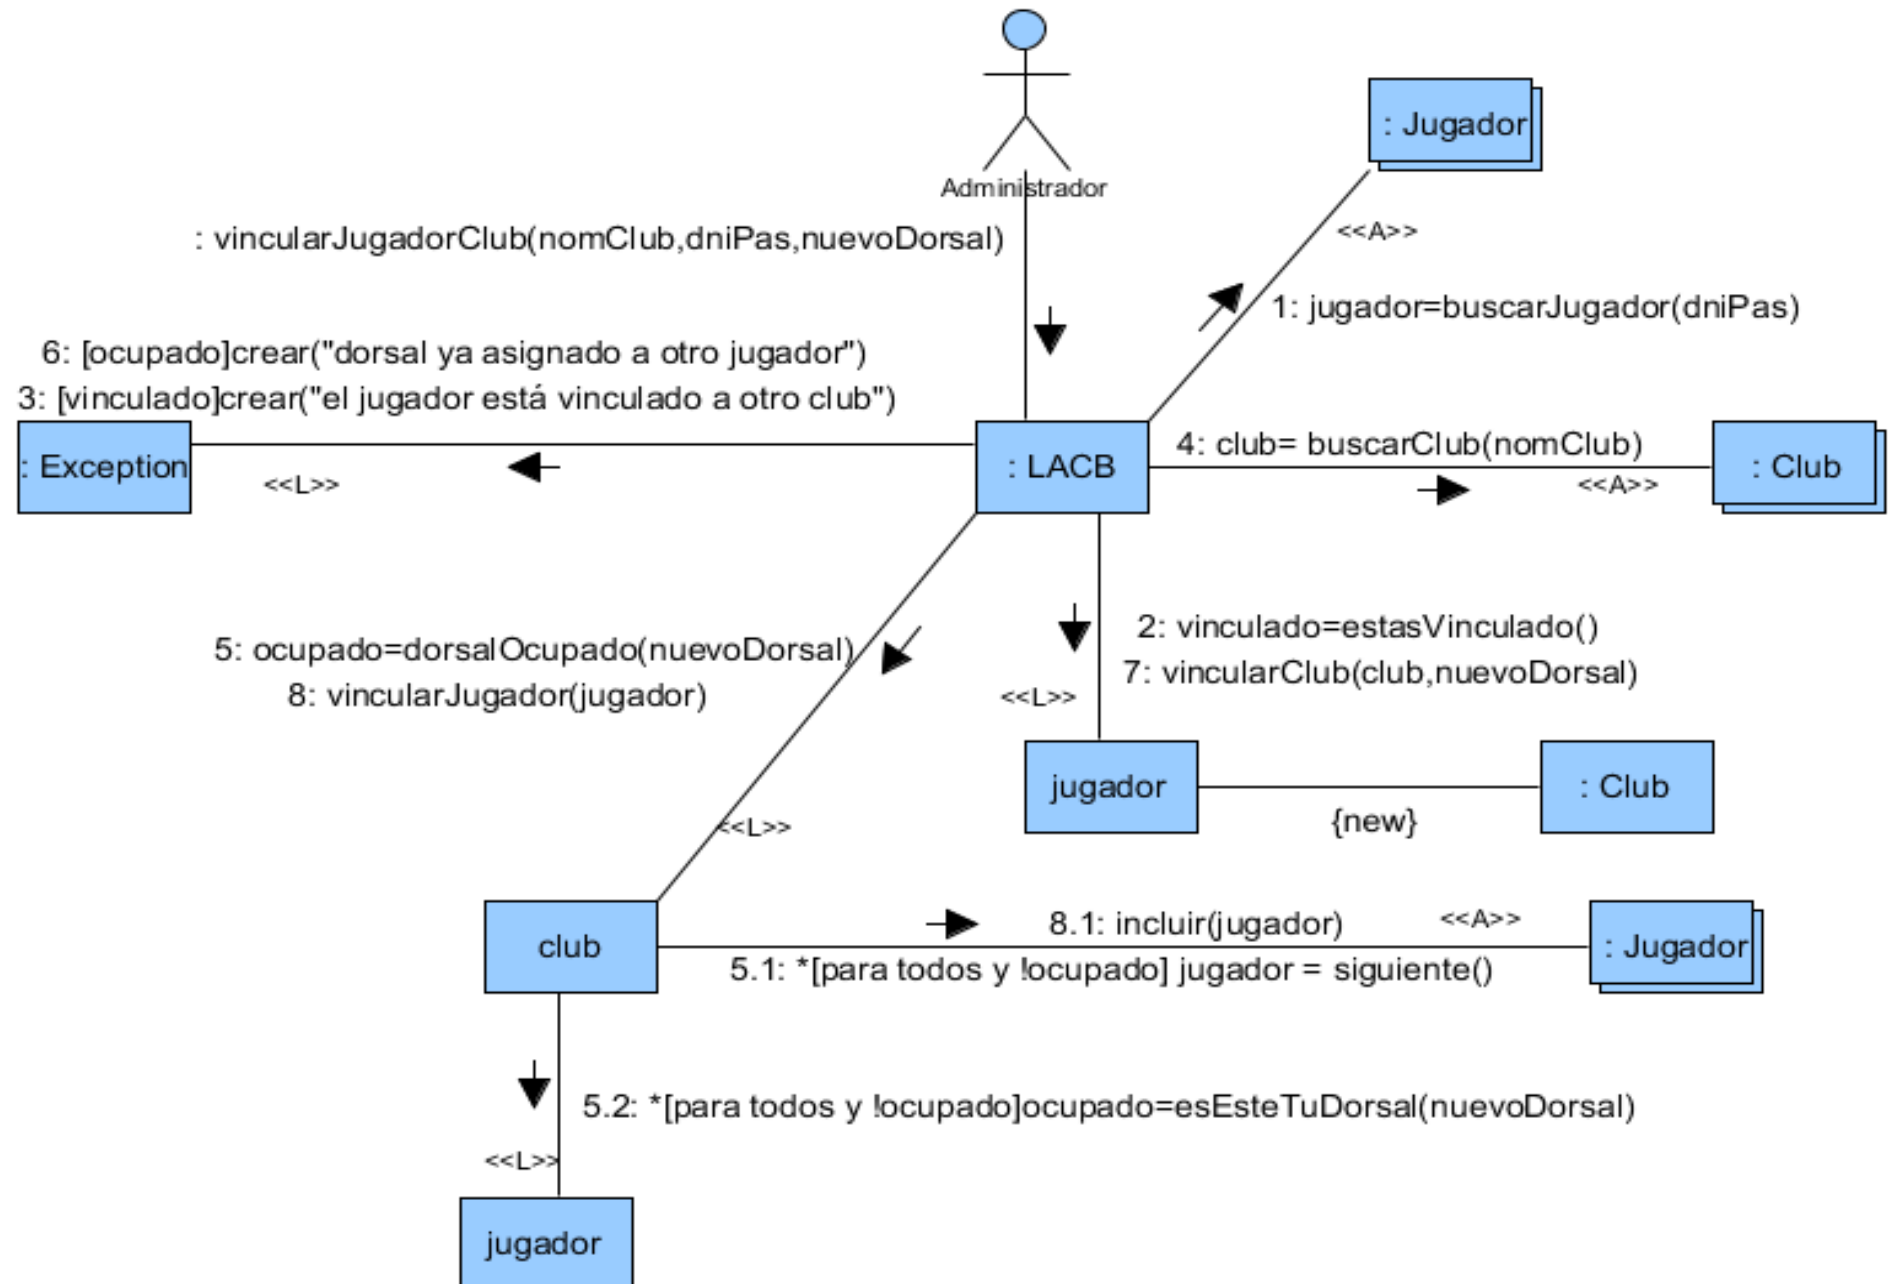 : Jugador
Administrador
: vincularJugadorClub(nomClub,dniPas,nuevoDorsal)
<<A>>
1: jugador=buscarJugador(dniPas)
6: [ocupado]crear("dorsal ya asignado a otro jugador")
3: [vinculado]crear("el jugador está vinculado a otro club")
: Exception
<<L>>
: LACB
4: club= buscarClub(nomClub)
<<A>>
: Club
5: ocupado=dorsalOcupado(nuevoDorsal)
8: vincularJugador(jugador)
2: vinculado=estasVinculado()
7: vincularClub(club,nuevoDorsal)
<<L>>
jugador
{new}
: Club
<<L>>
club
8.1: incluir(jugador)
<<A>>
5.1: *[para todos y !ocupado] jugador = siguiente()
: Jugador
5.2: *[para todos y !ocupado]ocupado=esEsteTuDorsal(nuevoDorsal)
<<L>>
jugador